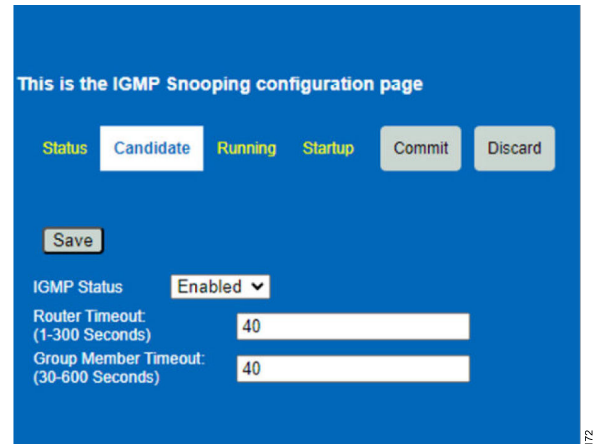 This is the IGMP Snooping configuration page
Status Candidate Running Startup Commit Discard
Save
IGMP Status Enabled
Router Timeout:
(1-300 Seconds) 40
Group Member Timeout:
(30-600 Seconds) 40
172